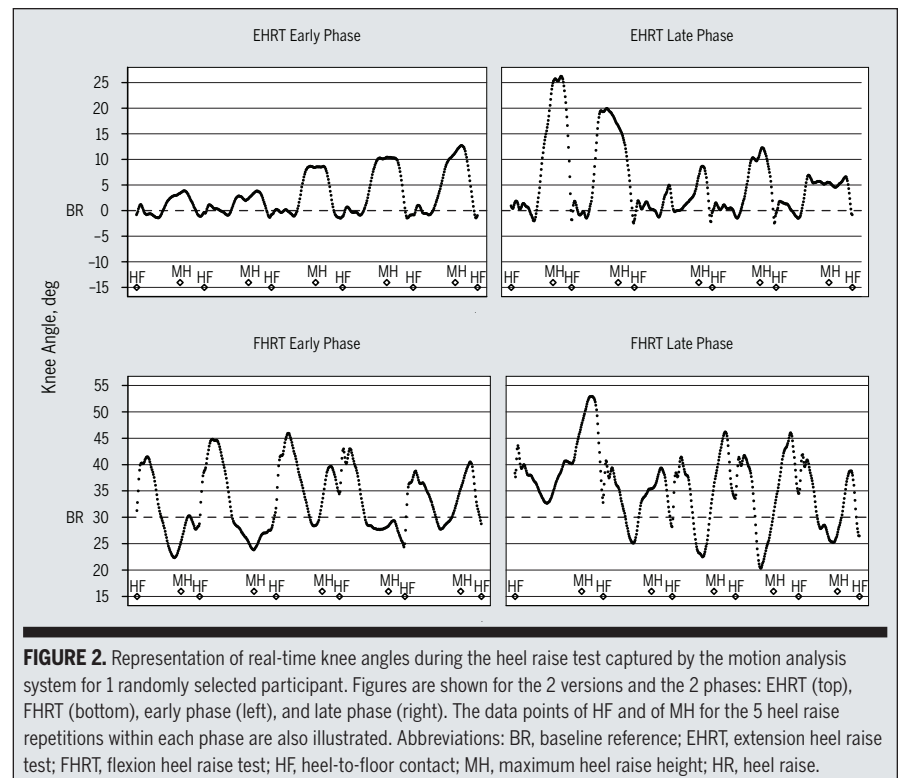 EHRT Early Phase
EHRT Late Phase
25
20
15
10
5
BR 0
−5
−10
−15
HF MH HF MH HF MH HF MH HF MH HF
HF MH HF MH HF MH HF MH HF MH HF
Knee Angle, deg
FHRT Early Phase
FHRT Late Phase
55
50
45
40
35
BR 30
25
20
15
HF MH HF MH HF MH HF MH HF MH HF
HF MH HF MH HF MH HF MH HF MH HF
FIGURE 2. Representation of real-time knee angles during the heel raise test captured by the motion analysis
system for 1 randomly selected participant. Figures are shown for the 2 versions and the 2 phases: EHRT (top),
FHRT (bottom), early phase (left), and late phase (right). The data points of HF and of MH for the 5 heel raise
repetitions within each phase are also illustrated. Abbreviations: BR, baseline reference; EHRT, extension heel raise
test; FHRT, flexion heel raise test; HF, heel-to-floor contact; MH, maximum heel raise height; HR, heel raise.